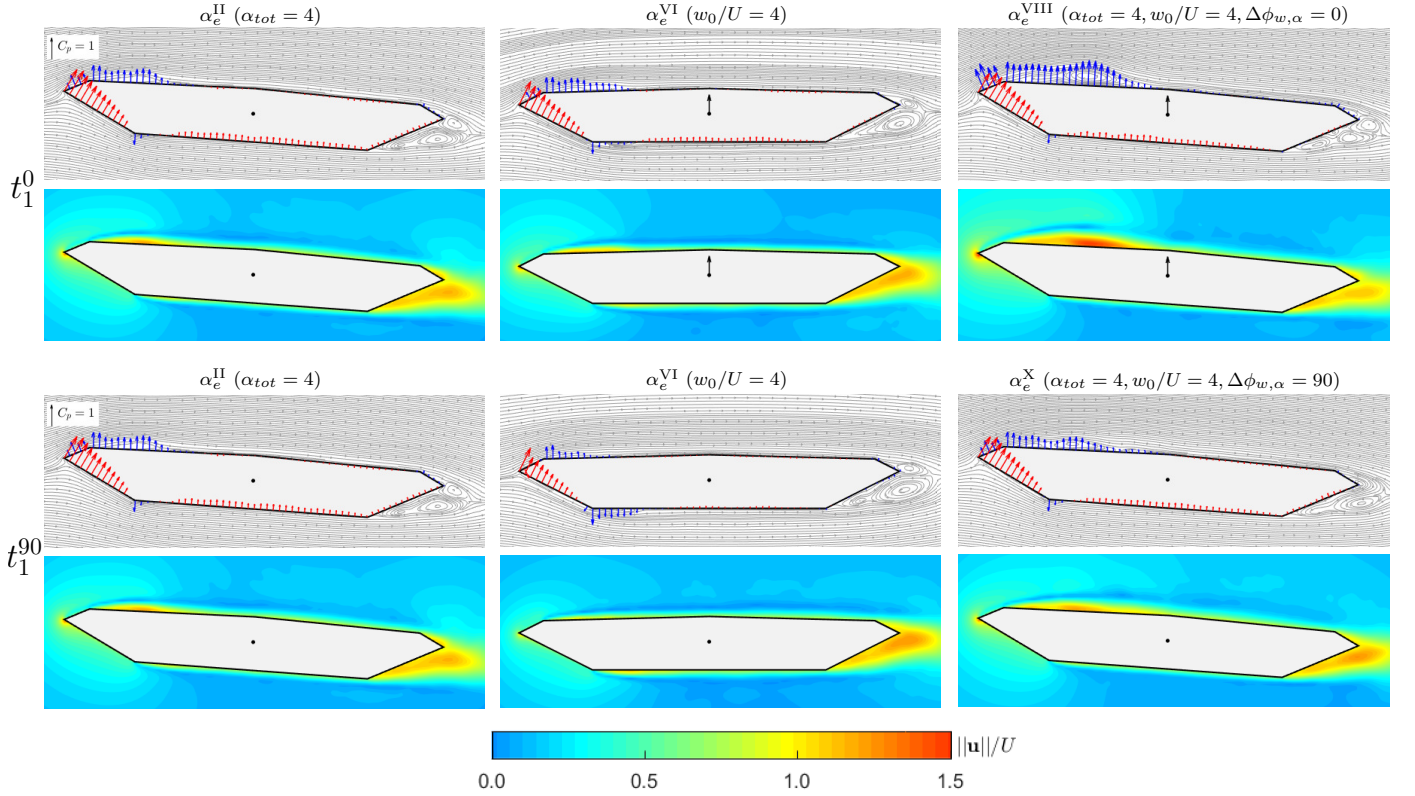 α_e^II (α_tot = 4)
α_e^VI (w_0/U = 4)
α_e^VIII (α_tot = 4, w_0/U = 4, Δϕ_w,α = 0)
C_p = 1
t_1^0
α_e^II (α_tot = 4)
α_e^VI (w_0/U = 4)
α_e^X (α_tot = 4, w_0/U = 4, Δϕ_w,α = 90)
C_p = 1
t_1^90
||u||/U
0.0 0.5 1.0 1.5